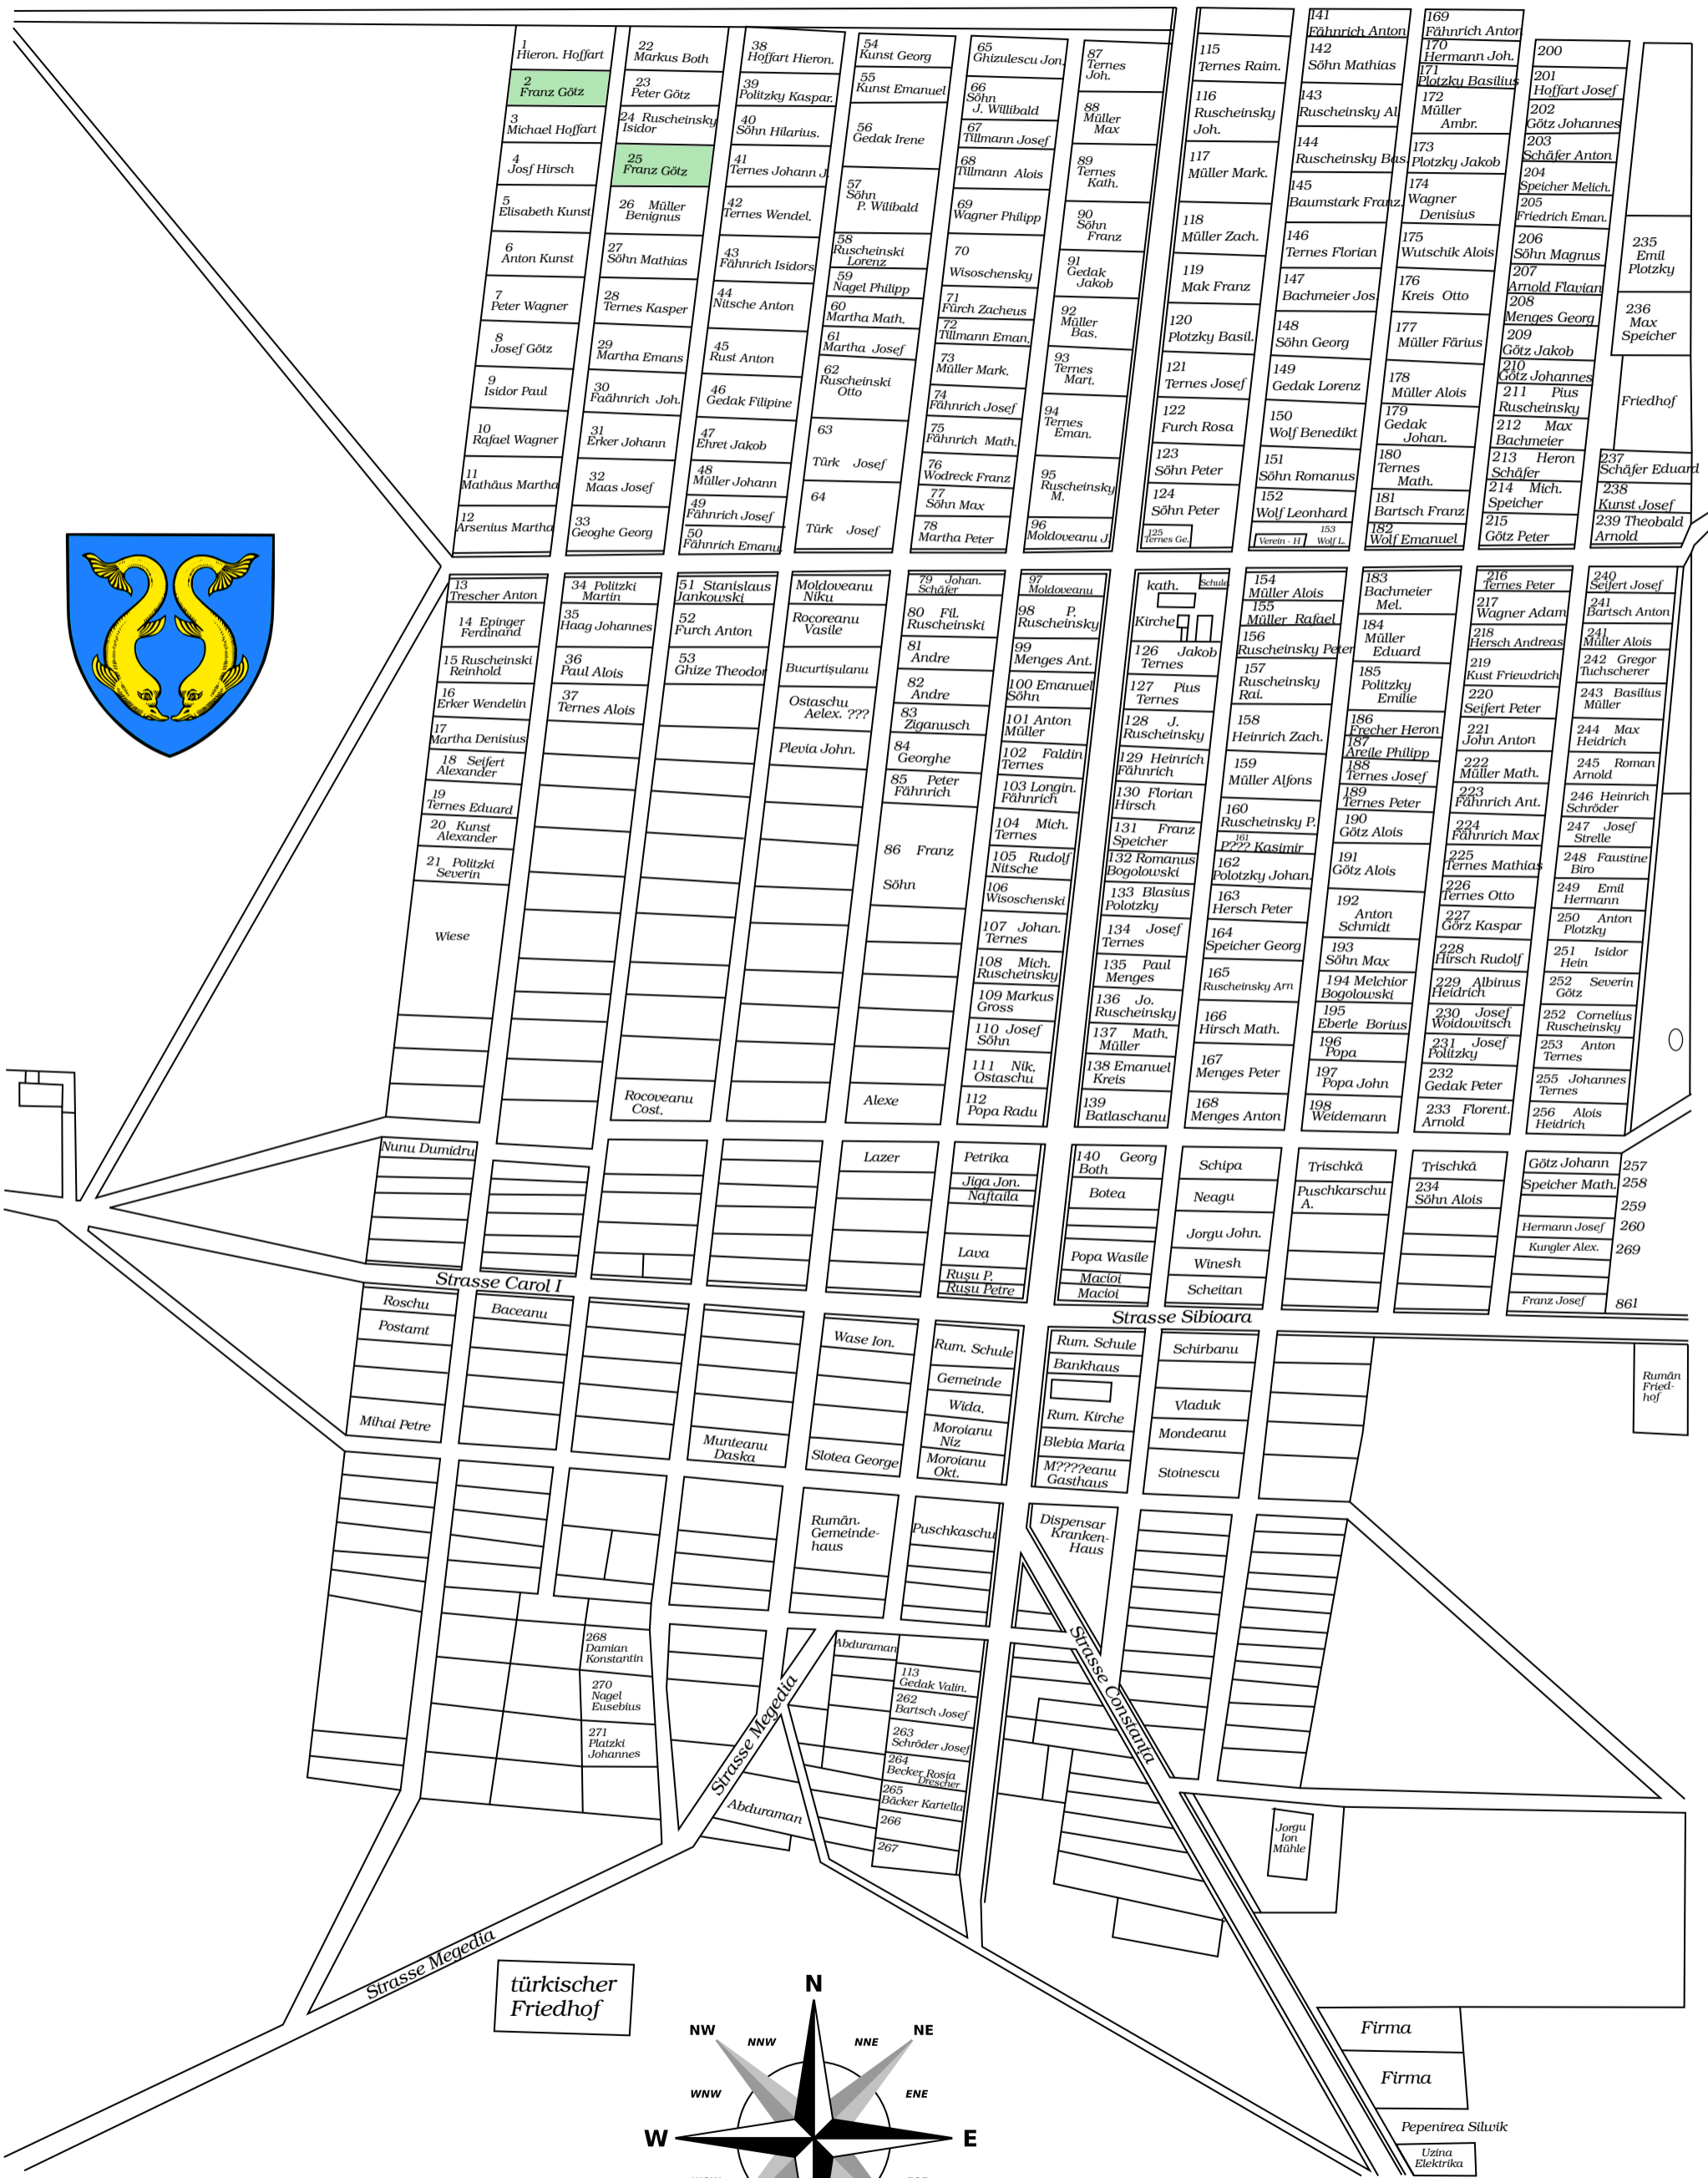 1
Hieron. Hoffart
2
Franz Götz
3
Michael Hoffart
4
Josf Hirsch
5
Elisabeth Kunst
6
Anton Kunst
7
Peter Wagner
8
Josef Götz
9
Isidor Paul
10
Rafael Wagner
11
Mathäus Martha
12
Arsenius Martha
22
Markus Both
23
Peter Götz
24 Ruscheinsky
Isidor
25
Franz Götz
26 Müller
Benignus
27
Söhn Mathias
28
Ternes Kasper
29
Martha Emans
30
Faähnrich Joh.
31
Erker Johann
32
Maas Josef
33
Geoghe Georg
38
Hoffart Hieron.
39
Politzky Kaspar.
40
Söhn Hilarius.
41
Ternes Johann J.
42
Ternes Wendel.
43
Fähnrich Isidors
44
Nitsche Anton
45
Rust Anton
46
Gedak Filipine
47
Ehret Jakob
48
Müller Johann
49
Fähnrich Josef
50
Fähnrich Emanu.
54
Kunst Georg
55
Kunst Emanuel
56
Gedak Irene
57
Söhn
P. Wilibald
58
Ruscheinski
Lorenz
59
Nagel Philipp
60
Martha Math.
61
Martha Josef
62
Ruscheinski
Otto
63
Türk Josef
64
Türk Josef
65
Ghizulescu Jon.
66
Söhn
J. Willibald
67
Tillmann Josef
68
Tillmann Alois
69
Wagner Philipp
70
Wisoschensky
71
Fürch Zacheus
72
Tillmann Eman.
73
Müller Mark.
74
Fähnrich Josef
75
Fähnrich Math.
76
Wodreck Franz
77
Söhn Max
78
Martha Peter
87
Ternes
Joh.
88
Müller
Max
89
Ternes
Kath.
90
Söhn
Franz
91
Gedak
Jakob
92
Müller
Bas.
93
Ternes
Mart.
94
Ternes
Eman.
95
Ruscheinsky
M.
96
Moldoveanu J.
115
Ternes Raim.
116
Ruscheinsky
Joh.
117
Müller Mark.
118
Müller Zach.
119
Mak Franz
120
Plotzky Basil.
121
Ternes Josef
122
Furch Rosa
123
Söhn Peter
124
Söhn Peter
125
Ternes Ge.
141
Fähnrich Anton
142
Söhn Mathias
143
Ruscheinsky Al
144
Ruscheinsky Bas.
145
Baumstark Franz.
146
Ternes Florian
147
Bachmeier Jos
148
Söhn Georg
149
Gedak Lorenz
150
Wolf Benedikt
151
Söhn Romanus
152
Wolf Leonhard
153
Verein - H Wolf L.
169
Fähnrich Anton
170
Hermann Joh.
171
Plotzky Basilius
172
Müller
Ambr.
173
Plotzky Jakob
174
Wagner
Denisius
175
Wutschik Alois
176
Kreis Otto
177
Müller Färius
178
Müller Alois
179
Gedak
Johan.
180
Ternes
Math.
181
Bartsch Franz
182
Wolf Emanuel
200
201
Hoffart Josef
202
Götz Johannes
203
Schäfer Anton
204
Speicher Melich.
205
Friedrich Eman.
206
Söhn Magnus
207
Arnold Flavian
208
Menges Georg
209
Götz Jakob
210
Götz Johannes
211 Pius
Ruscheinsky
212 Max
Bachmeier
213 Heron
Schäfer
214 Mich.
Speicher
215
Götz Peter
235
Emil
Plotzky
236
Max
Speicher
Friedhof
237
Schäfer Eduard
238
Kunst Josef
239 Theobald
Arnold
13
Trescher Anton
14 Epinger
Ferdinand
15 Ruscheinski
Reinhold
16
Erker Wendelin
17
Martha Denisius
18 Seifert
Alexander
19
Ternes Eduard
20 Kunst
Alexander
21 Politzki
Severin
Wiese
34 Politzki
Martin
35
Haag Johannes
36
Paul Alois
37
Ternes Alois
51 Stanislaus
Jankowski
52
Furch Anton
53
Ghize Theodor
Rocoveanu
Cost.
Moldoveanu
Niku
Rocoreanu
Vasile
Bucurtișulanu
Ostaschu
Aelex. ???
Plevia John.
79 Johan.
Schäfer
80 Fil.
Ruscheinski
81
Andre
82
Andre
83
Ziganusch
84
Georghe
85 Peter
Fähnrich
86 Franz
Söhn
Alexe
97
Moldoveanu
98 P.
Ruscheinsky
99
Menges Ant.
100 Emanuel
Söhn
101 Anton
Müller
102 Faldin
Ternes
103 Longin.
Fähnrich
104 Mich.
Ternes
105 Rudolf
Nitsche
106
Wisoschenski
107 Johan.
Ternes
108 Mich.
Ruscheinsky
109 Markus
Gross
110 Josef
Söhn
111 Nik,
Ostaschu
112
Popa Radu
kath. Schule
Kirche
126 Jakob
Ternes
127 Pius
Ternes
128 J.
Ruscheinsky
129 Heinrich
Fähnrich
130 Florian
Hirsch
131 Franz
Speicher
132 Romanus
Bogolowski
133 Blasius
Polotzky
134 Josef
Ternes
135 Paul
Menges
136 Jo.
Ruscheinsky
137 Math.
Müller
138 Emanuel
Kreis
139
Batlaschanu
154
Müller Alois
155
Müller Rafael
156
Ruscheinsky Peter
157
Ruscheinsky
Rai.
158
Heinrich Zach.
159
Müller Alfons
160
Ruscheinsky P.
161
P??? Kasimir
162
Polotzky Johan.
163
Hersch Peter
164
Speicher Georg
165
Ruscheinsky Arn
166
Hirsch Math.
167
Menges Peter
168
Menges Anton
183
Bachmeier
Mel.
184
Müller
Eduard
185
Politzky
Emilie
186
Frecher Heron
187
Areile Philipp
188
Ternes Josef
189
Ternes Peter
190
Götz Alois
191
Götz Alois
192
Anton
Schmidt
193
Söhn Max
194 Melchior
Bogolowski
195
Eberle Borius
196
Popa
197
Popa John
198
Weidemann
216
Ternes Peter
217
Wagner Adam
218
Hersch Andreas
219
Kust Friewdrich
220
Seifert Peter
221
John Anton
222
Müller Math.
223
Fähnrich Ant.
224
Fähnrich Max
225
Ternes Mathias
226
Ternes Otto
227
Görz Kaspar
228
Hirsch Rudolf
229 Albinus
Heidrich
230 Josef
Woidowitsch
231 Josef
Politzky
232
Gedak Peter
233 Florent.
Arnold
240
Seifert Josef
241
Bartsch Anton
241
Müller Alois
242 Gregor
Tuchscherer
243 Basilius
Müller
244 Max
Heidrich
245 Roman
Arnold
246 Heinrich
Schröder
247 Josef
Strelle
248 Faustine
Biro
249 Emil
Hermann
250 Anton
Plotzky
251 Isidor
Hein
252 Severin
Götz
252 Cornelius
Ruscheinsky
253 Anton
Ternes
255 Johannes
Ternes
256 Alois
Heidrich
Nunu Dumidru
Lazer
Petrika
Jiga Jon.
Naftaila
Lava
Rușu P.
Rușu Petre
140 Georg
Both
Botea
Popa Wasile
Macioi
Macioi
Schipa
Neagu
Jorgu John.
Winesh
Scheitan
Trischkă
Puschkarschu
A.
Trischkă
234
Söhn Alois
Götz Johann 257
Speicher Math. 258
259
Hermann Josef 260
Kungler Alex. 269
Franz Josef 861
Strasse Carol I
Strasse Sibioara
Roschu
Postamt
Mihai Petre
Baceanu
Munteanu
Daska
Wase Ion.
Slotea George
Rum. Schule
Gemeinde
Wida.
Moroianu
Niz
Moroianu
Okt.
Rum. Schule
Bankhaus
Rum. Kirche
Blebia Maria
M????eanu
Gasthaus
Schirbanu
Vladuk
Mondeanu
Stoinescu
Rumän
Fried-
hof
Rumän.
Gemeinde-
haus
Puschkaschu
Dispensar
Kranken-
Haus
268
Damian
Konstantin
270
Nagel
Eusebius
271
Platzki
Johannes
Strasse Megedia
Abduraman
Abduraman
113
Gedak Valin.
262
Bartsch Josef
263
Schröder Josef
264
Becker Rosia
Drescher
265
Bäcker Kartella
266
267
Strasse Constanța
Jorgu
Ion
Mühle
Strasse Megedia
türkischer
Friedhof
N
NW
NNW
NNE
NE
WNW
ENE
W
E
Firma
Firma
Pepenirea Silwik
Uzina
Elektrika